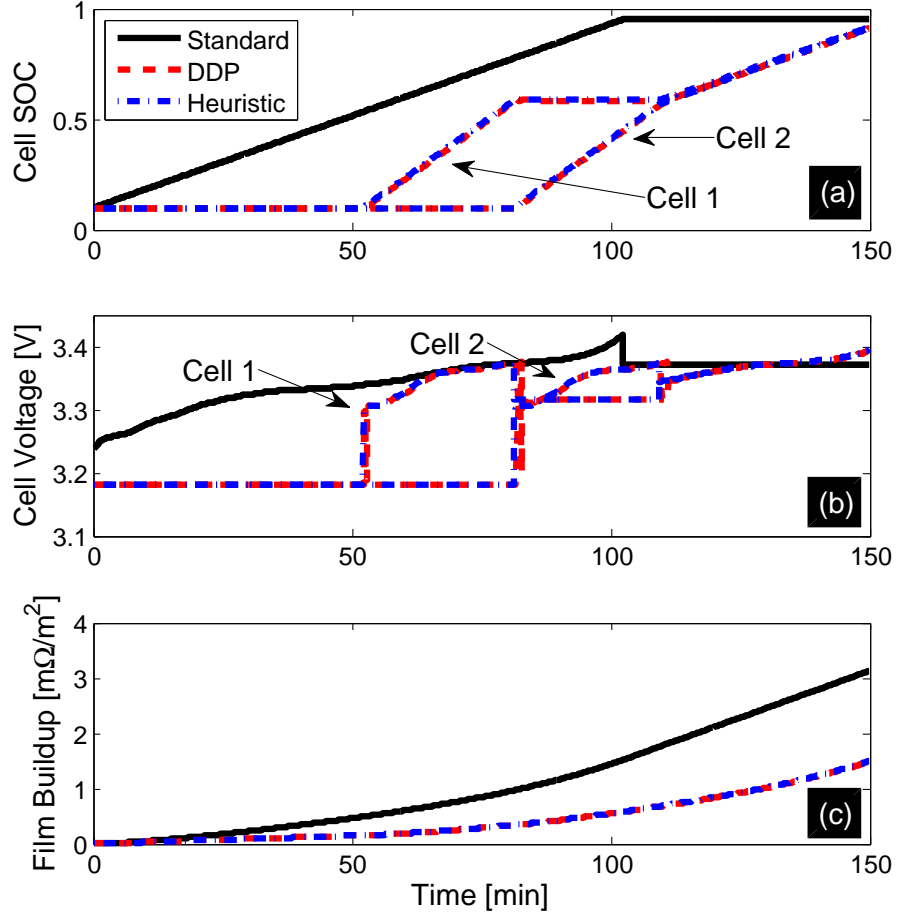 1
Standard
DDP
Heuristic
Cell SOC
0.5
Cell 2
Cell 1
(a)
0
0
50
100
150
3.4
Cell 2
Cell 1
Cell Voltage [V]
3.3
3.2
(b)
3.1
0
50
100
150
4
Film Buildup [mΩ/m²]
3
2
1
(c)
0
0
50
100
150
Time [min]